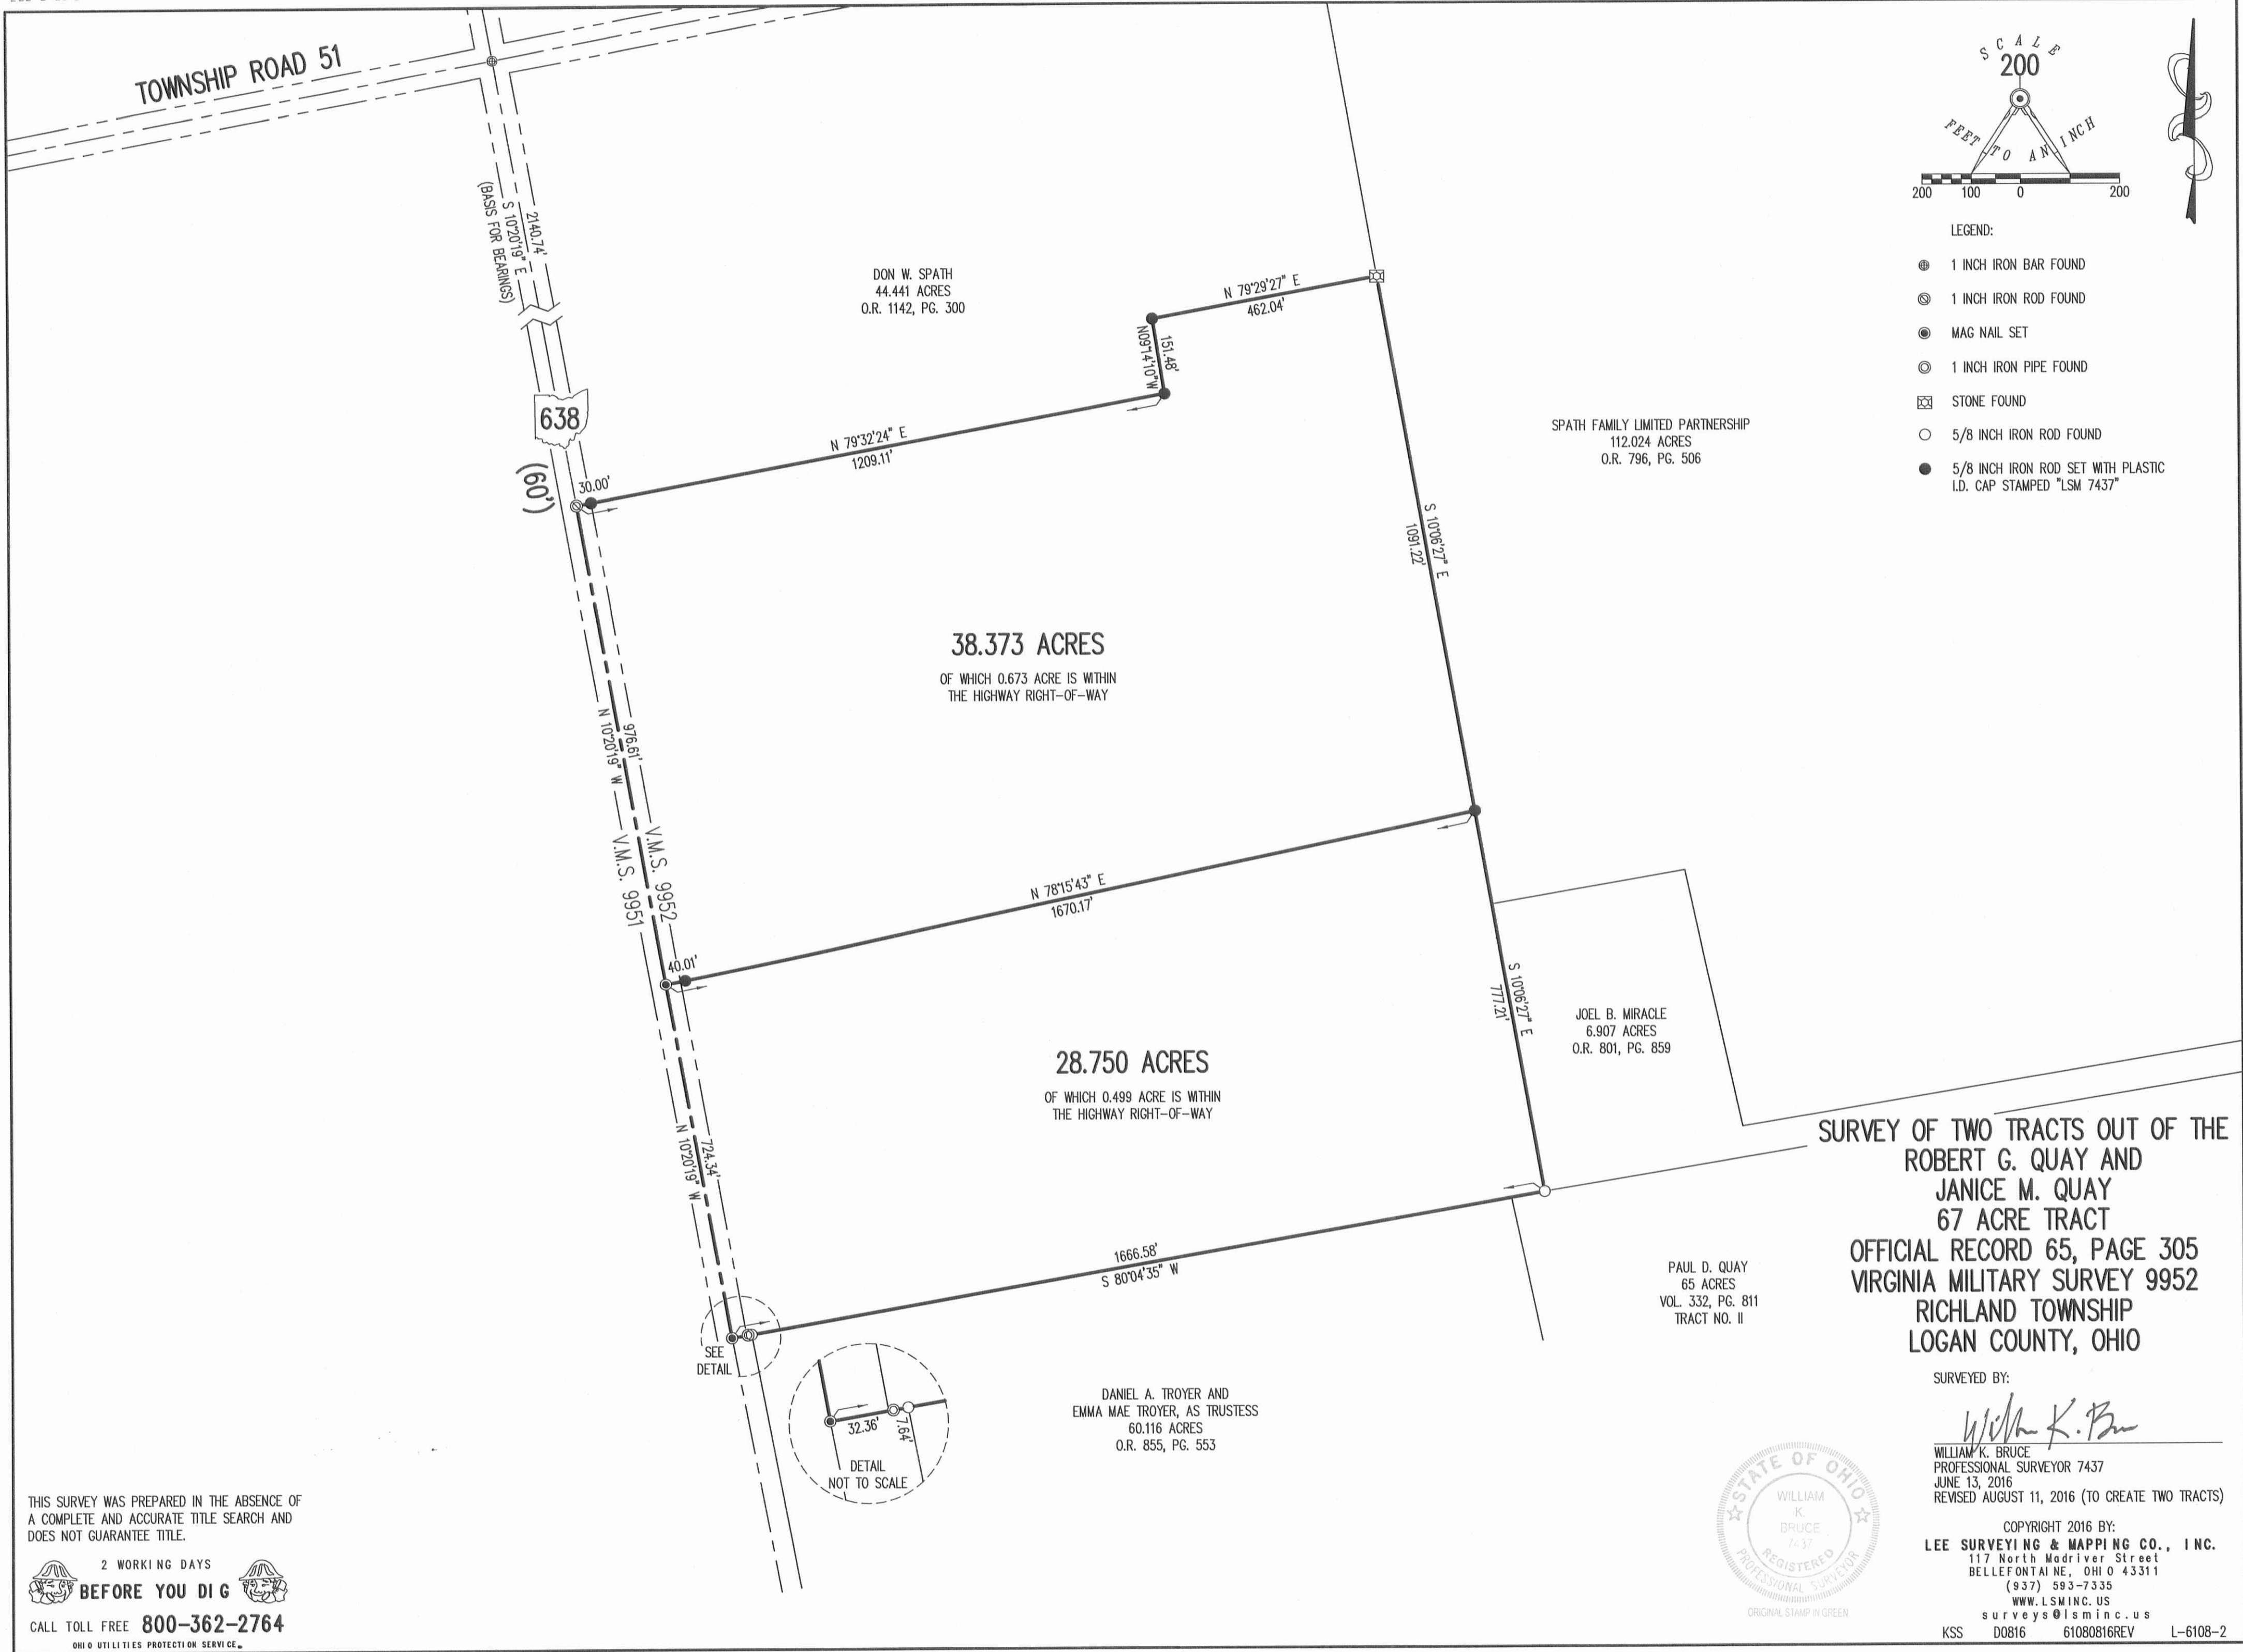 TOWNSHIP ROAD 51
2140.74'
S 10°20'19" E
(BASIS FOR BEARINGS)
638
(60')
DON W. SPATH
44.441 ACRES
O.R. 1142, PG. 300
N 79°29'27" E
462.04'
N09°14'10"W
151.48'
N 79°32'24" E
1209.11'
30.00'
SPATH FAMILY LIMITED PARTNERSHIP
112.024 ACRES
O.R. 796, PG. 506
S 10°06'27" E
1091.22'
38.373 ACRES
OF WHICH 0.673 ACRE IS WITHIN
THE HIGHWAY RIGHT-OF-WAY
976.61'
N 10°20'19" W
V.M.S. 9952
V.M.S. 9951
N 78°15'43" E
1670.17'
40.01'
S 10°06'27" E
777.21'
JOEL B. MIRACLE
6.907 ACRES
O.R. 801, PG. 859
28.750 ACRES
OF WHICH 0.499 ACRE IS WITHIN
THE HIGHWAY RIGHT-OF-WAY
724.34'
N 10°20'19" W
1666.58'
S 80°04'35" W
SEE
DETAIL
32.36'
7.64'
DETAIL
NOT TO SCALE
DANIEL A. TROYER AND
EMMA MAE TROYER, AS TRUSTESS
60.116 ACRES
O.R. 855, PG. 553
PAUL D. QUAY
65 ACRES
VOL. 332, PG. 811
TRACT NO. II
SCALE
200
FEET TO AN INCH
200 100 0 200
LEGEND:
1 INCH IRON BAR FOUND
1 INCH IRON ROD FOUND
MAG NAIL SET
1 INCH IRON PIPE FOUND
STONE FOUND
5/8 INCH IRON ROD FOUND
5/8 INCH IRON ROD SET WITH PLASTIC
I.D. CAP STAMPED "LSM 7437"
SURVEY OF TWO TRACTS OUT OF THE
ROBERT G. QUAY AND
JANICE M. QUAY
67 ACRE TRACT
OFFICIAL RECORD 65, PAGE 305
VIRGINIA MILITARY SURVEY 9952
RICHLAND TOWNSHIP
LOGAN COUNTY, OHIO
SURVEYED BY:
William K. Bruce
WILLIAM K. BRUCE
PROFESSIONAL SURVEYOR 7437
JUNE 13, 2016
REVISED AUGUST 11, 2016 (TO CREATE TWO TRACTS)
COPYRIGHT 2016 BY:
LEE SURVEYING & MAPPING CO., INC.
117 North Madriver Street
BELLEFONTAINE, OHIO 43311
(937) 593-7335
WWW.LSMINC.US
surveys@lsminc.us
KSS D0816 61080816REV L-6108-2
STATE OF OHIO
WILLIAM
K.
BRUCE
7437
REGISTERED
PROFESSIONAL SURVEYOR
ORIGINAL STAMP IN GREEN
THIS SURVEY WAS PREPARED IN THE ABSENCE OF
A COMPLETE AND ACCURATE TITLE SEARCH AND
DOES NOT GUARANTEE TITLE.
2 WORKING DAYS
BEFORE YOU DIG
CALL TOLL FREE 800-362-2764
OHIO UTILITIES PROTECTION SERVICE.